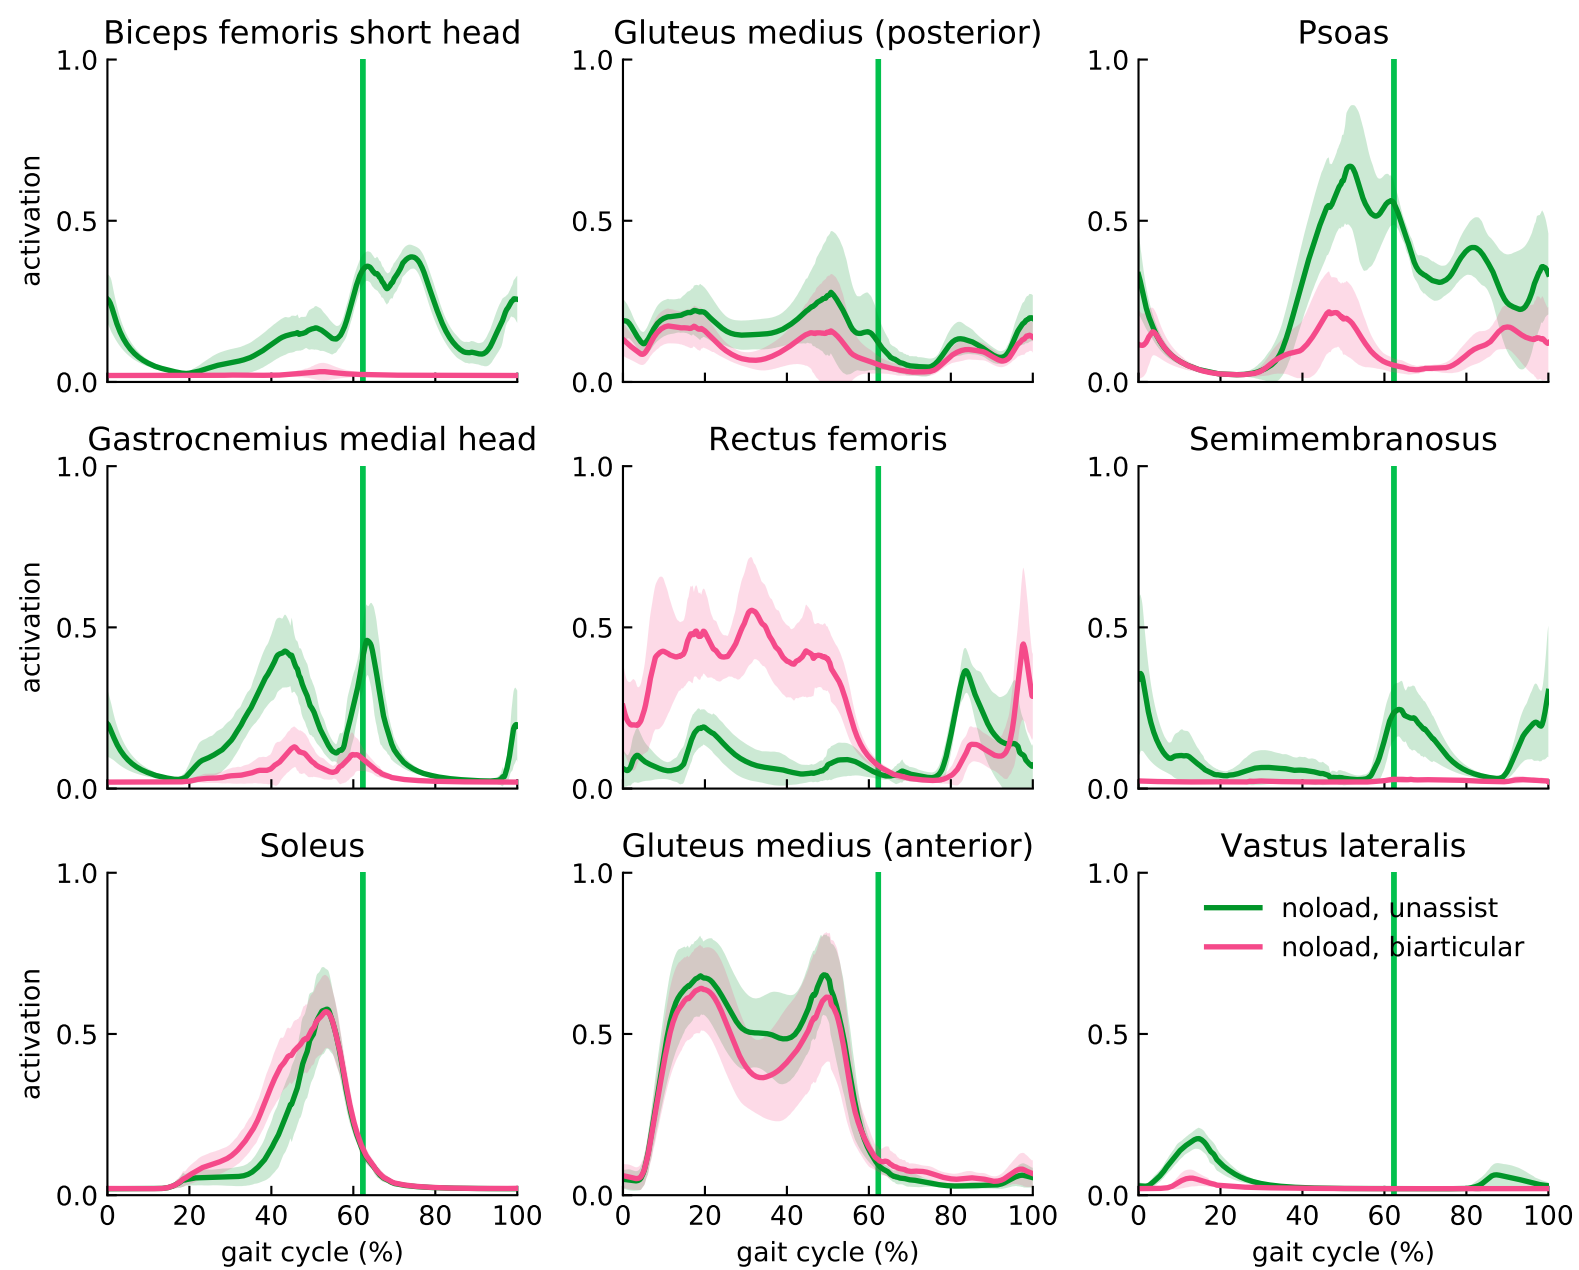 Biceps femoris short head
Gluteus medius (posterior)
Psoas
1.0
0.5
0.0
activation
1.0
0.5
0.0
1.0
0.5
0.0
Gastrocnemius medial head
Rectus femoris
Semimembranosus
1.0
0.5
0.0
activation
1.0
0.5
0.0
1.0
0.5
0.0
Soleus
Gluteus medius (anterior)
Vastus lateralis
1.0
0.5
0.0
activation
1.0
0.5
0.0
1.0
0.5
0.0
noload, unassist
noload, biarticular
0 20 40 60 80 100
0 20 40 60 80 100
0 20 40 60 80 100
gait cycle (%)
gait cycle (%)
gait cycle (%)